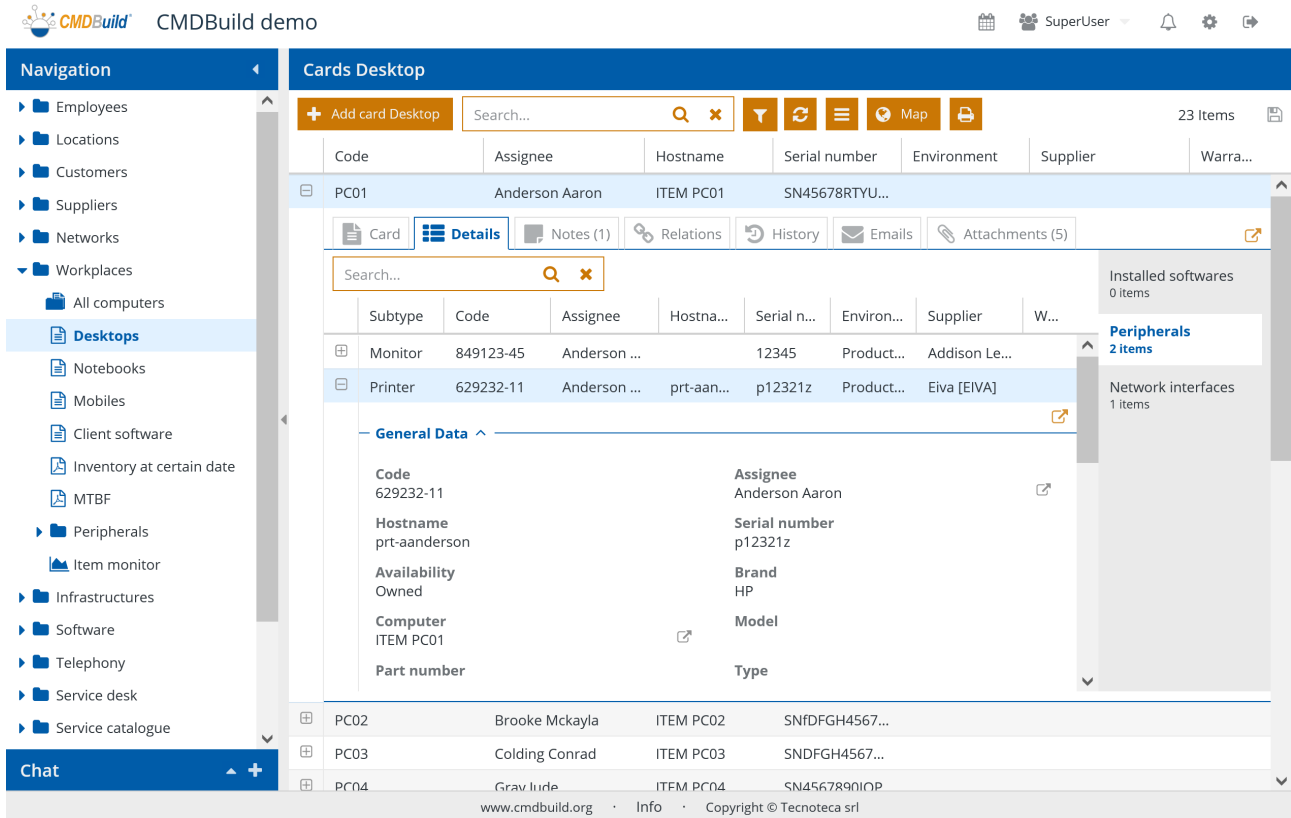 CMDBuild® CMDBuild demo SuperUser
Navigation
Employees
Locations
Customers
Suppliers
Networks
Workplaces
All computers
Desktops
Notebooks
Mobiles
Client software
Inventory at certain date
MTBF
Peripherals
Item monitor
Infrastructures
Software
Telephony
Service desk
Service catalogue
Chat
Cards Desktop
Add card Desktop Search... Map 23 Items
Code Assignee Hostname Serial number Environment Supplier Warra...
PC01 Anderson Aaron ITEM PC01 SN45678RTYU...
Card Details Notes (1) Relations History Emails Attachments (5)
Search...
Subtype Code Assignee Hostna... Serial n... Environ... Supplier W...
Monitor 849123-45 Anderson ... 12345 Product... Addison Le...
Printer 629232-11 Anderson ... prt-aan... p12321z Product... Eiva [EIVA]
General Data
Code Assignee
629232-11 Anderson Aaron
Hostname Serial number
prt-aanderson p12321z
Availability Brand
Owned HP
Computer Model
ITEM PC01
Part number Type
Installed softwares
0 items
Peripherals
2 items
Network interfaces
1 items
PC02 Brooke Mckayla ITEM PC02 SNfDFGH4567...
PC03 Colding Conrad ITEM PC03 SNDFGH4567...
PC04 Gray Jude ITEM PC04 SN4567890IOP
www.cmdbuild.org · Info · Copyright © Tecnoteca srl